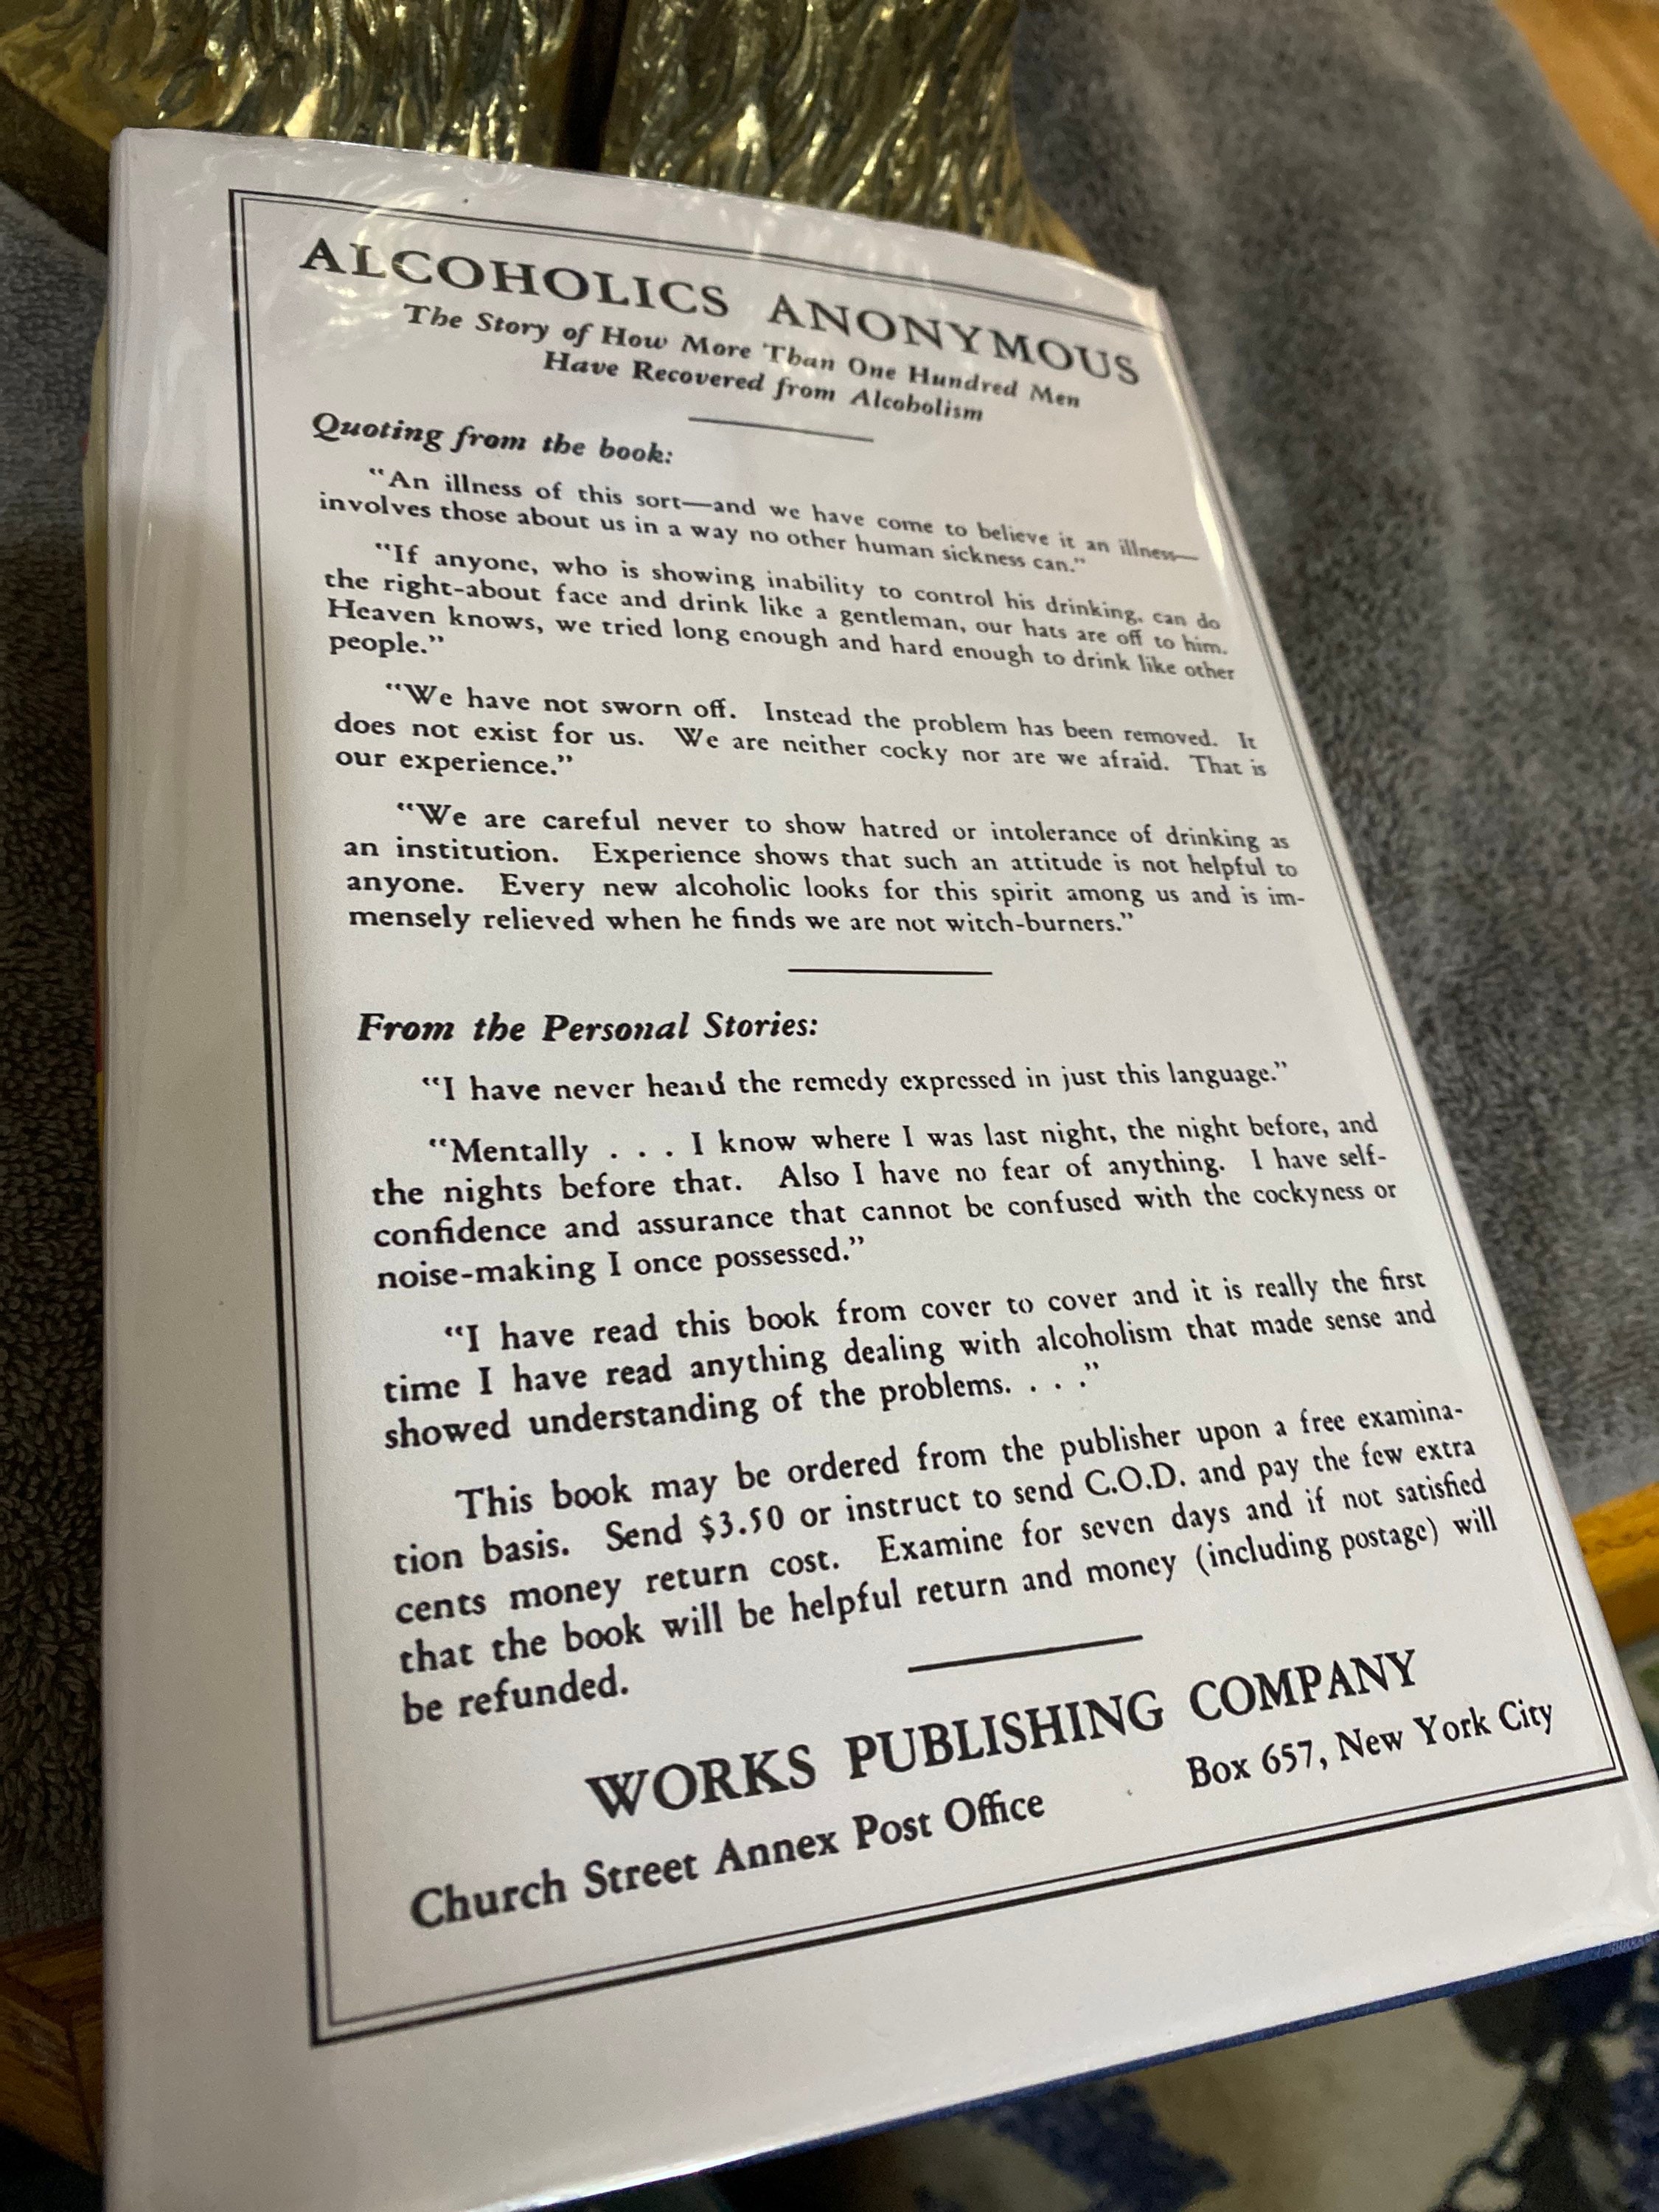 ALCOHOLICS ANONYMOUS
The Story of How More Than One Hundred Men
Have Recovered from Alcoholism
Quoting from the book:
"An illness of this sort—and we have come to believe it an illness—
involves those about us in a way no other human sickness can."
"If anyone, who is showing inability to control his drinking, can do
the right-about face and drink like a gentleman, our hats are off to him.
Heaven knows, we tried long enough and hard enough to drink like other
people."
"We have not sworn off. Instead the problem has been removed. It
does not exist for us. We are neither cocky nor are we afraid. That is
our experience."
"We are careful never to show hatred or intolerance of drinking as
an institution. Experience shows that such an attitude is not helpful to
anyone. Every new alcoholic looks for this spirit among us and is im-
mensely relieved when he finds we are not witch-burners."
From the Personal Stories:
"I have never heard the remedy expressed in just this language."
"Mentally . . . I know where I was last night, the night before, and
the nights before that. Also I have no fear of anything. I have self-
confidence and assurance that cannot be confused with the cockyness or
noise-making I once possessed."
"I have read this book from cover to cover and it is really the first
time I have read anything dealing with alcoholism that made sense and
showed understanding of the problems. . . ."
This book may be ordered from the publisher upon a free examina-
tion basis. Send $3.50 or instruct to send C.O.D. and pay the few extra
cents money return cost. Examine for seven days and if not satisfied
that the book will be helpful return and money (including postage) will
be refunded.
WORKS PUBLISHING COMPANY
Church Street Annex Post Office Box 657, New York City